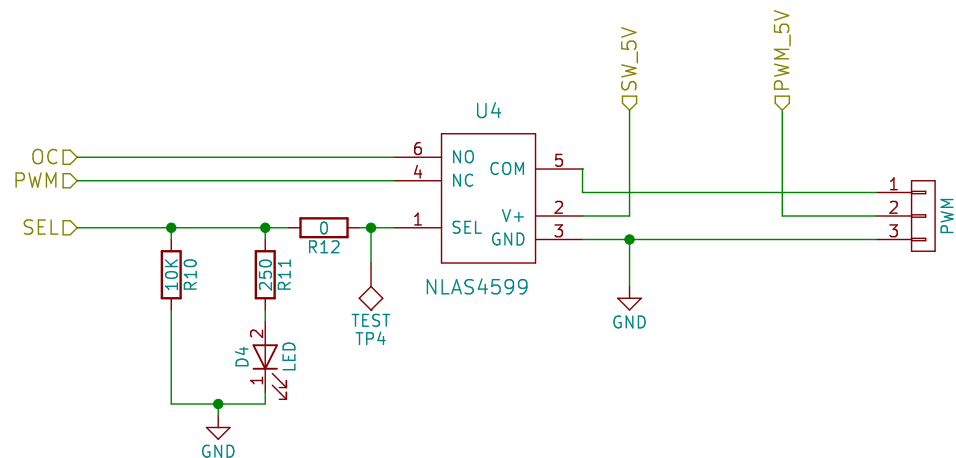 SW_5V
PWM_5V
U4
OC
6
NO
COM
5
PWM
4
NC
1
V+
2
2
SEL
1
SEL
GND
3
3
PWM
0
R12
10K
R10
250
R11
NLAS4599
TEST
TP4
GND
2
D4
LED
1
GND